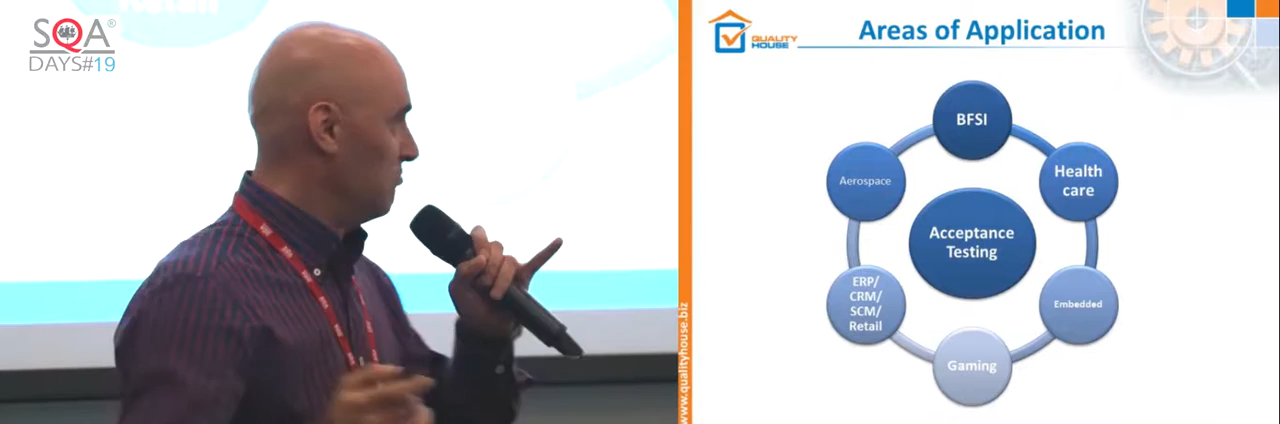 SQA®
DAYS#19
QUALITY
HOUSE
Areas of Application
BFSI
Health
care
Embedded
Gaming
ERP/
CRM/
SCM/
Retail
Aerospace
Acceptance
Testing
www.qualityhouse.biz